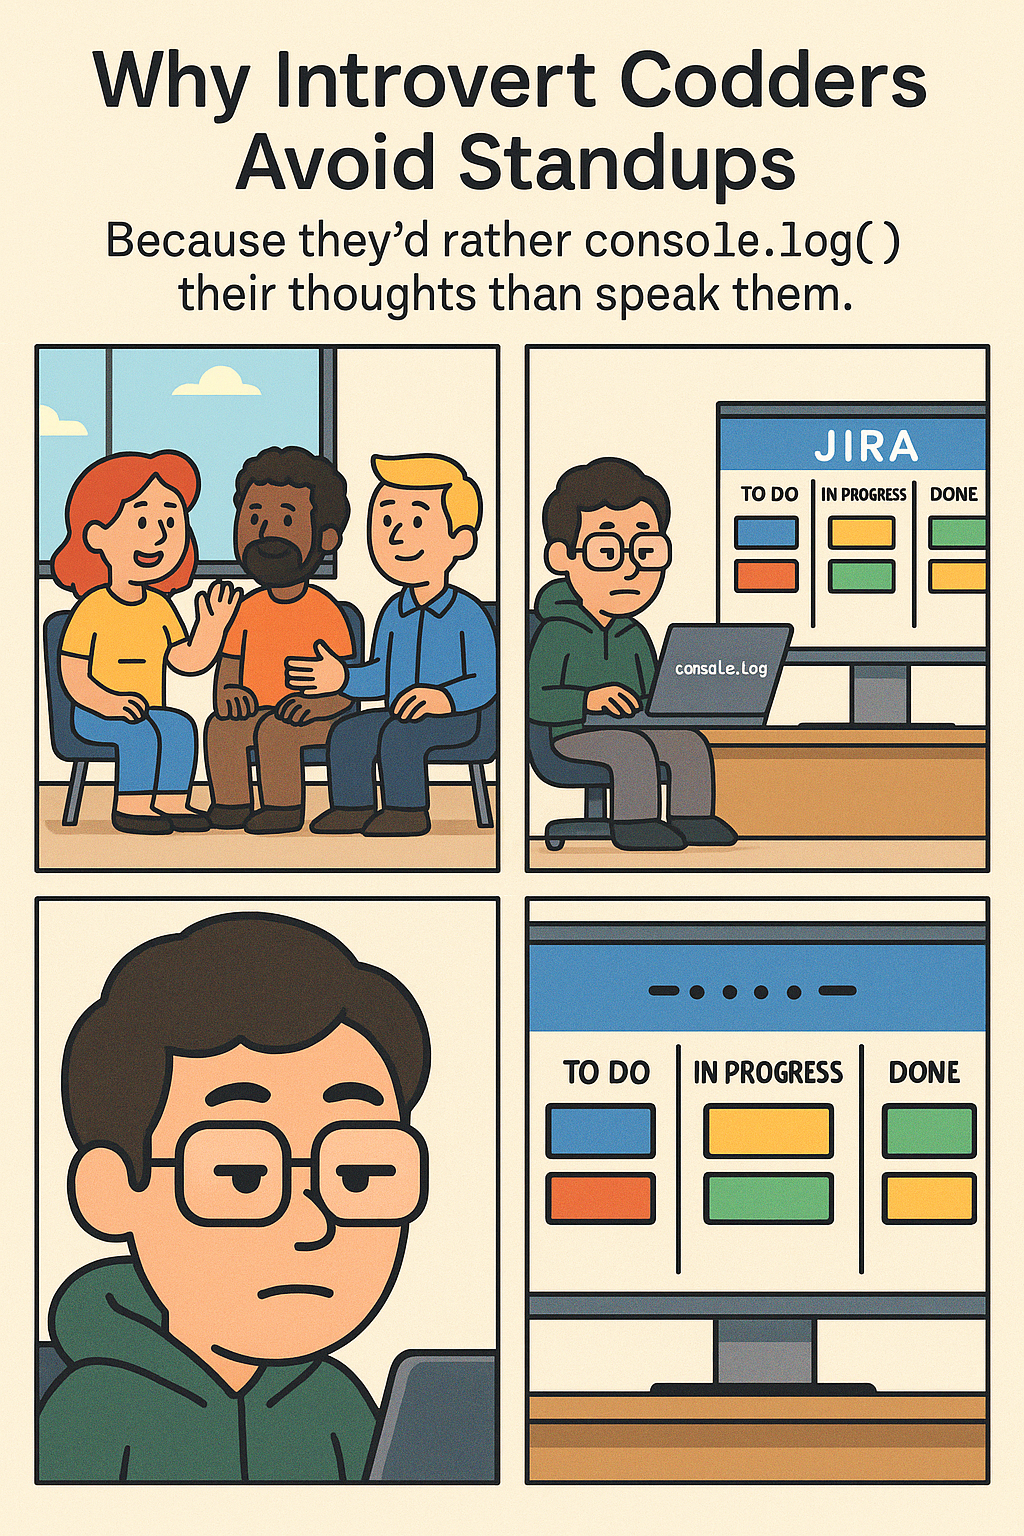 Why Introvert Codders
Avoid Standups
Because they’d rather console.log()
their thoughts than speak them.
JIRA
TO DO
IN PROGRESS
DONE
consale.log
TO DO
IN PROGRESS
DONE